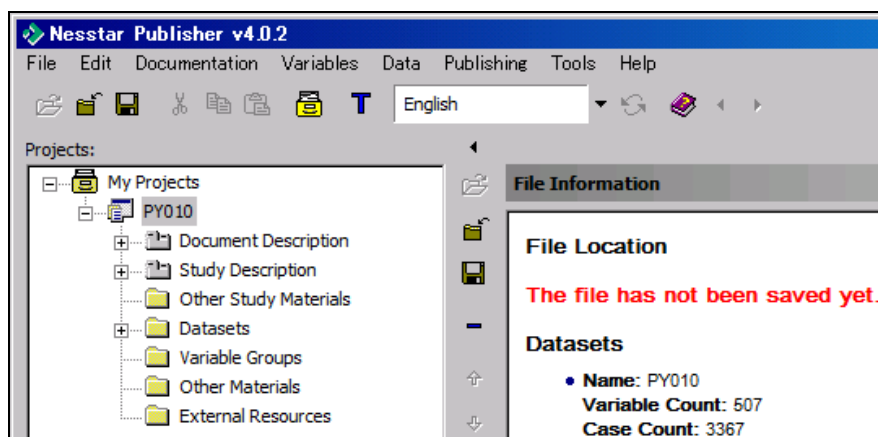 Nesstar Publisher v4.0.2
File Edit Documentation Variables Data Publishing Tools Help
English
Projects:
My Projects
PY010
Document Description
Study Description
Other Study Materials
Datasets
Variable Groups
Other Materials
External Resources
File Information
File Location
The file has not been saved yet.
Datasets
Name: PY010
Variable Count: 507
Case Count: 3367